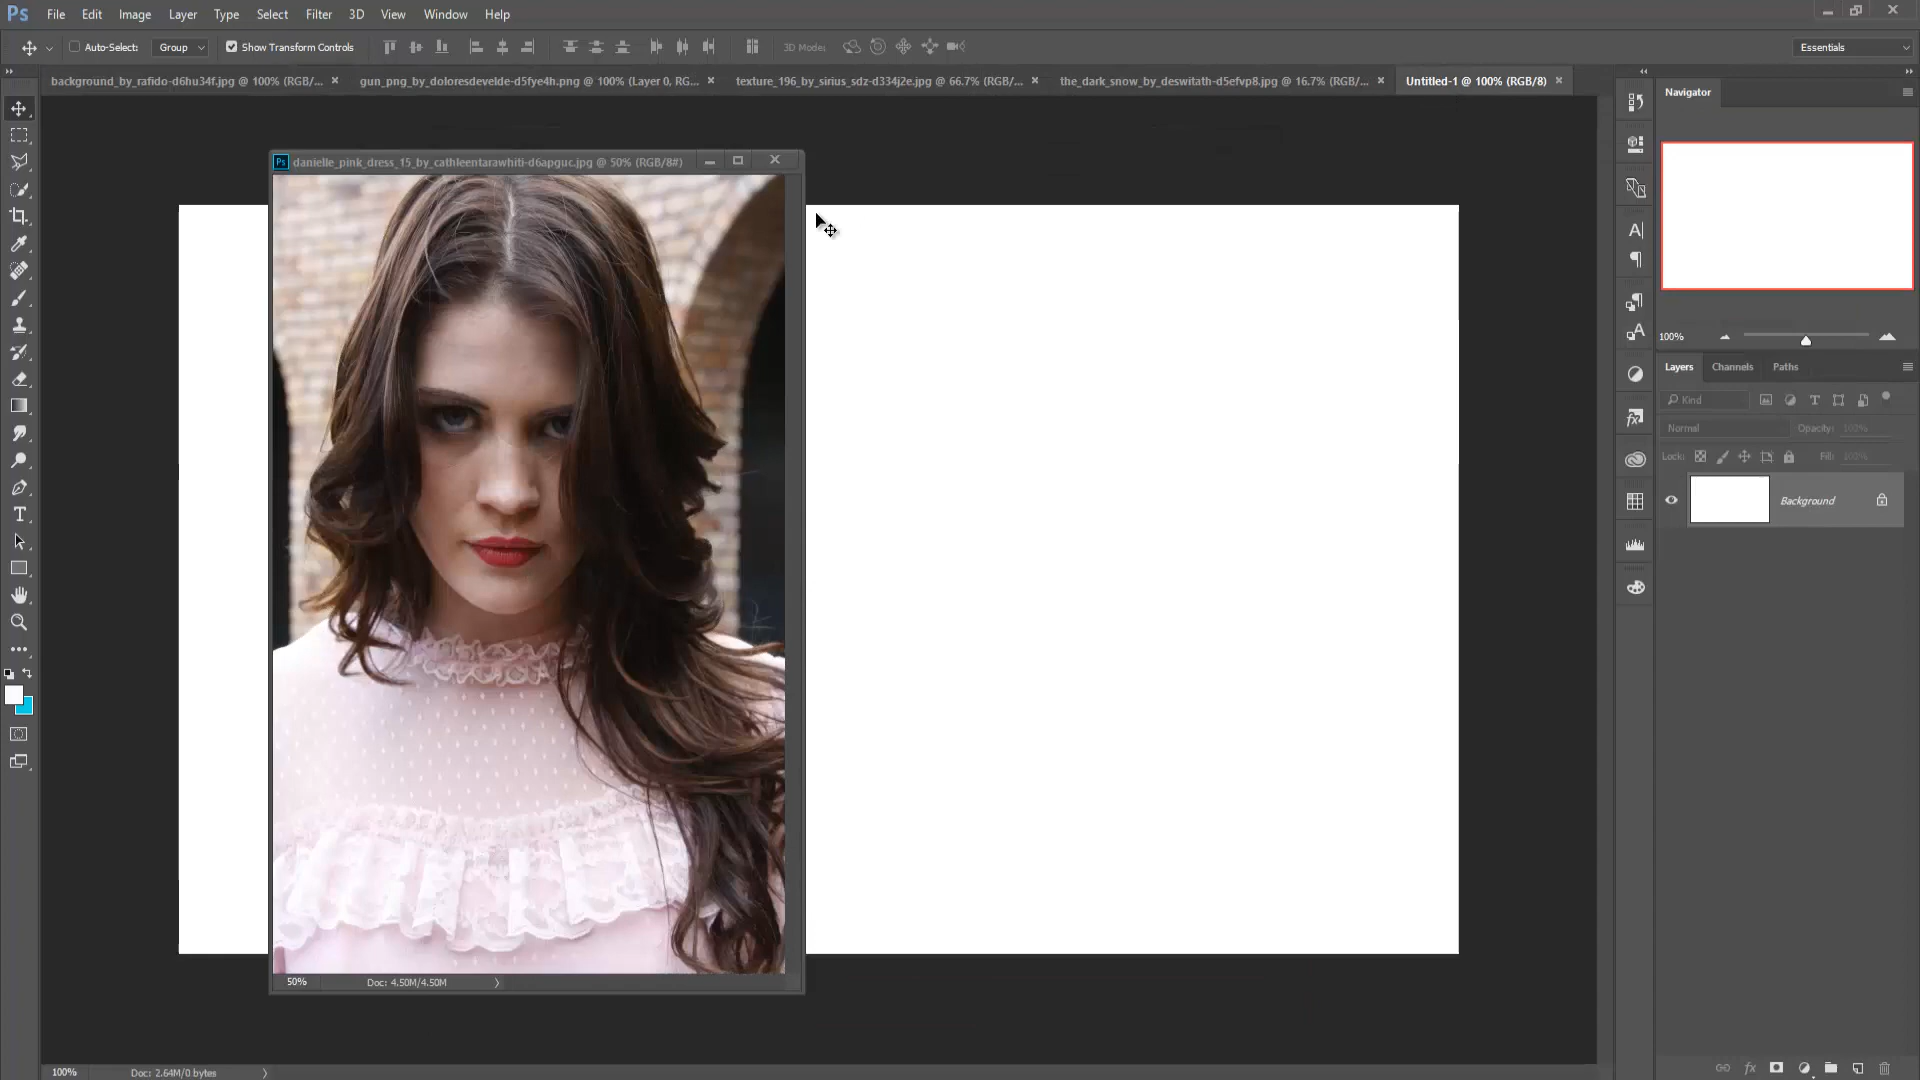 Ps File Edit Image Layer Type Select Filter 3D View Window Help
Auto-Select: Group Show Transform Controls 3D Mode: Essentials
background_by_rafido-d6hu34f.jpg @ 100% (RGB/... × gun_png_by_doloresdevelde-d5fye4h.png @ 100% (Layer 0, RG... × texture_196_by_sirius_sdz-d334j2e.jpg @ 66.7% (RGB/... × the_dark_snow_by_deswitath-d5efvp8.jpg @ 16.7% (RGB/... × Untitled-1 @ 100% (RGB/8) ×
Navigator
Ps danielle_pink_dress_15_by_cathleentarawhiti-d6apguc.jpg @ 50% (RGB/8#)
100%
Layers Channels Paths
Kind
Normal Opacity: 100%
Lock: Fill: 100%
Background
50% Doc: 4.50M/4.50M
100% Doc: 2.64M/0 bytes